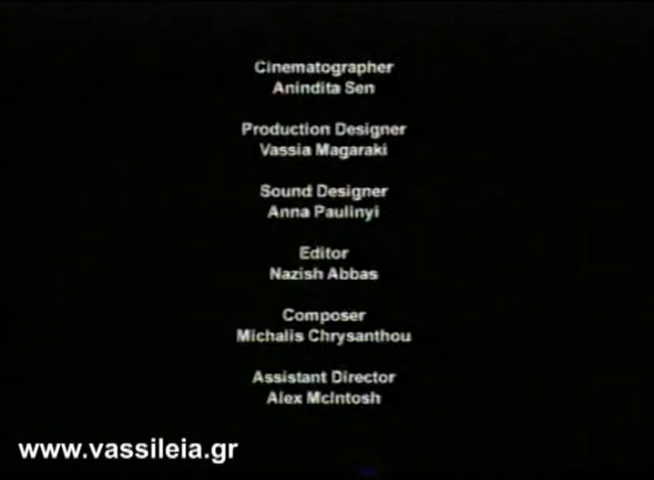 Cinematographer
Anindita Sen
Production Designer
Vassia Magaraki
Sound Designer
Anna Paulinyi
Editor
Nazish Abbas
Composer
Michalis Chrysanthou
Assistant Director
Alex McIntosh
www.vassileia.gr